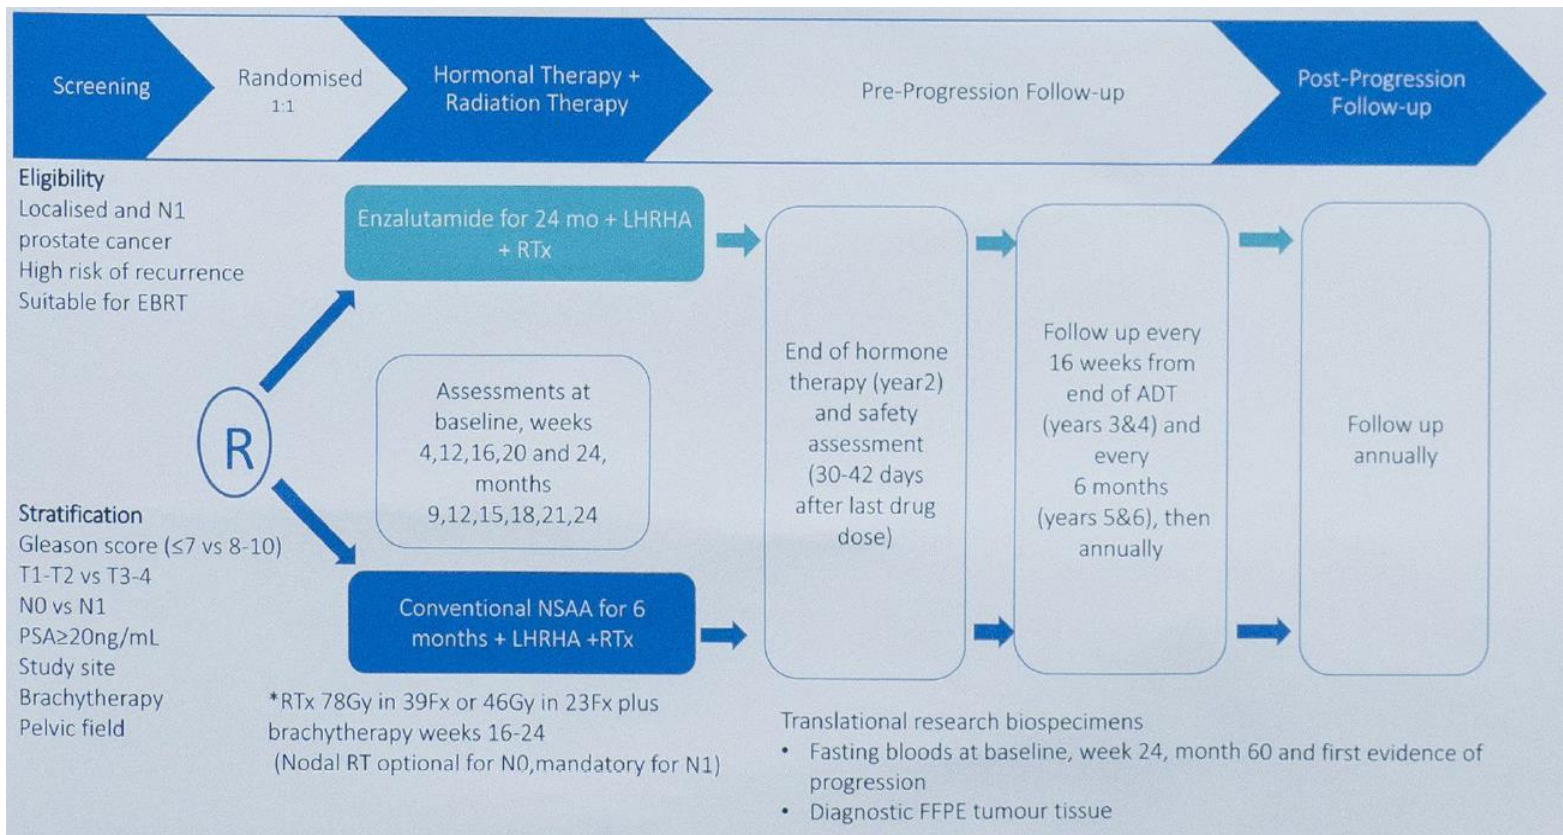 Screening
Randomised
1:1
Hormonal Therapy +
Radiation Therapy
Pre-Progression Follow-up
Post-Progression
Follow-up
Eligibility
Localised and N1
prostate cancer
High risk of recurrence
Suitable for EBRT
R
Stratification
Gleason score (≤7 vs 8-10)
T1-T2 vs T3-4
N0 vs N1
PSA≥20ng/mL
Study site
Brachytherapy
Pelvic field
Enzalutamide for 24 mo + LHRHA
+ RTx
Assessments at
baseline, weeks
4,12,16,20 and 24,
months
9,12,15,18,21,24
Conventional NSAA for 6
months + LHRHA +RTx
*RTx 78Gy in 39Fx or 46Gy in 23Fx plus
brachytherapy weeks 16-24
(Nodal RT optional for N0,mandatory for N1)
End of hormone
therapy (year2)
and safety
assessment
(30-42 days
after last drug
dose)
Follow up every
16 weeks from
end of ADT
(years 3&4) and
every
6 months
(years 5&6), then
annually
Follow up
annually
Translational research biospecimens
• Fasting bloods at baseline, week 24, month 60 and first evidence of
progression
• Diagnostic FFPE tumour tissue